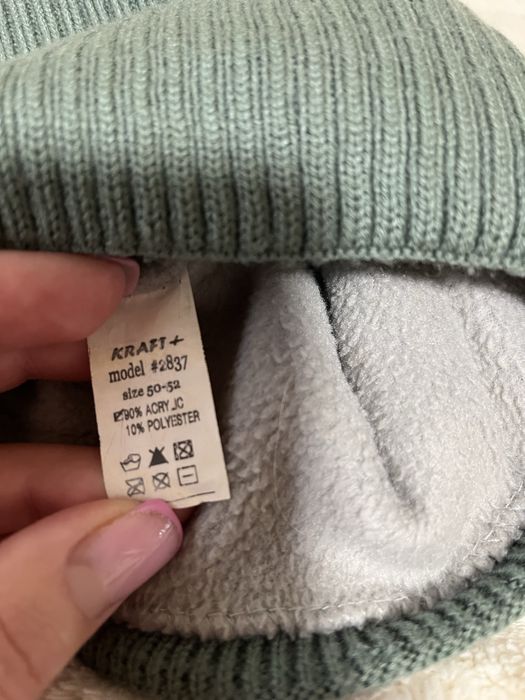 KRAFT+
model #2837
size 50-52
90% ACRYLIC
10% POLYESTER